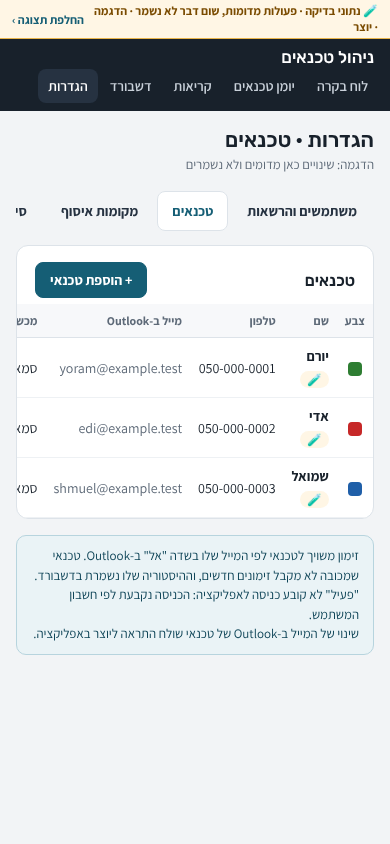 🧪 נתוני בדיקה · פעולות מדומות, שום דבר לא נשמר · הדגמה
· יוצר
החלפת תצוגה ›
ניהול טכנאים
לוח בקרה
יומן טכנאים
קריאות
דשבורד
הגדרות
הגדרות • טכנאים
הדגמה: שינויים כאן מדומים ולא נשמרים
משתמשים והרשאות
טכנאים
מקומות איסוף
סי
טכנאים
+ הוספת טכנאי
צבע שם טלפון מייל ב-Outlook מכשי
יורם 050-000-0001 yoram@example.test סמא
🧪
אדי 050-000-0002 edi@example.test סמא
🧪
שמואל 050-000-0003 shmuel@example.test סמא
🧪
זימון משויך לטכנאי לפי המייל שלו בשדה "אל" ב-Outlook. טכנאי
שמכובה לא מקבל זימונים חדשים, וההיסטוריה שלו נשמרת בדשבורד.
"פעיל" לא קובע כניסה לאפליקציה: הכניסה נקבעת לפי חשבון
המשתמש.
שינוי של המייל ב-Outlook של טכנאי שולח התראה ליוצר באפליקציה.